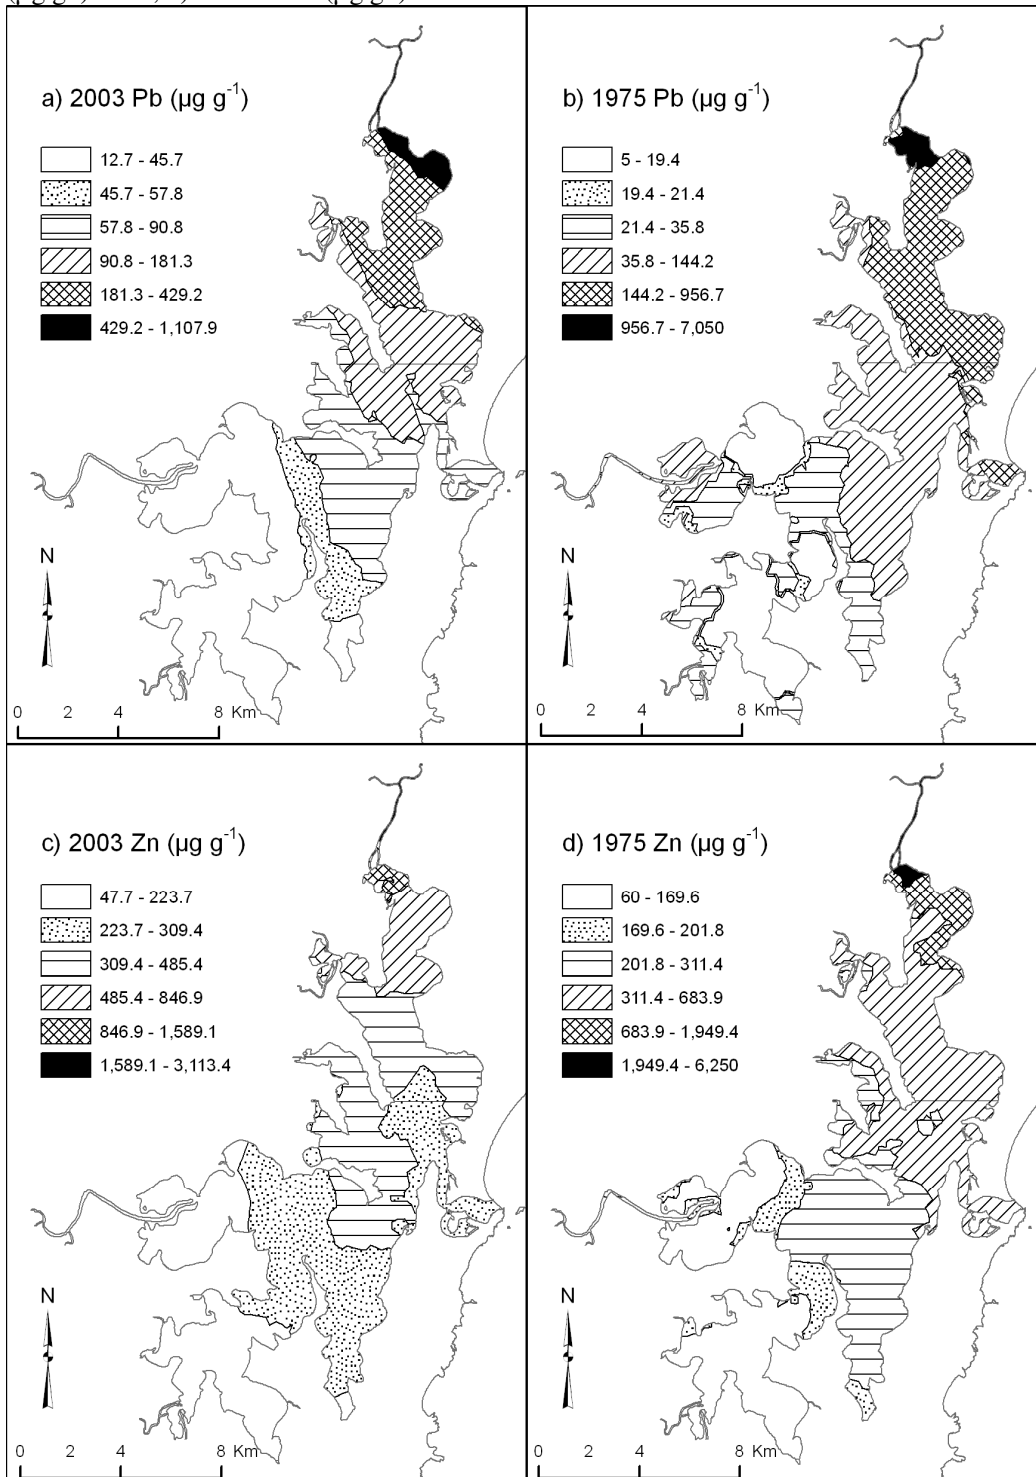 a) 2003 Pb (µg g⁻¹)
12.7 - 45.7
45.7 - 57.8
57.8 - 90.8
90.8 - 181.3
181.3 - 429.2
429.2 - 1,107.9
N
0 2 4 8 Km
b) 1975 Pb (µg g⁻¹)
5 - 19.4
19.4 - 21.4
21.4 - 35.8
35.8 - 144.2
144.2 - 956.7
956.7 - 7,050
N
0 2 4 8 Km
c) 2003 Zn (µg g⁻¹)
47.7 - 223.7
223.7 - 309.4
309.4 - 485.4
485.4 - 846.9
846.9 - 1,589.1
1,589.1 - 3,113.4
N
0 2 4 8 Km
d) 1975 Zn (µg g⁻¹)
60 - 169.6
169.6 - 201.8
201.8 - 311.4
311.4 - 683.9
683.9 - 1,949.4
1,949.4 - 6,250
N
0 2 4 8 Km